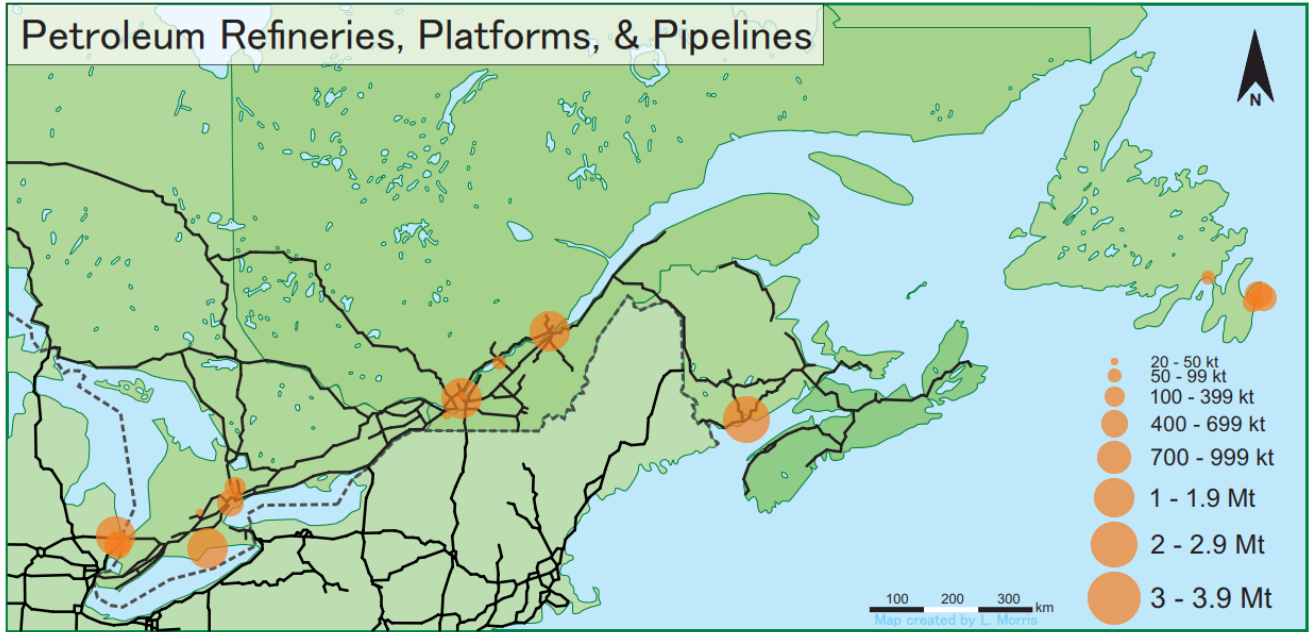 Petroleum Refineries, Platforms, & Pipelines
N
20 - 50 kt
50 - 99 kt
100 - 399 kt
400 - 699 kt
700 - 999 kt
1 - 1.9 Mt
2 - 2.9 Mt
3 - 3.9 Mt
100 200 300
km
Map created by L. Morris